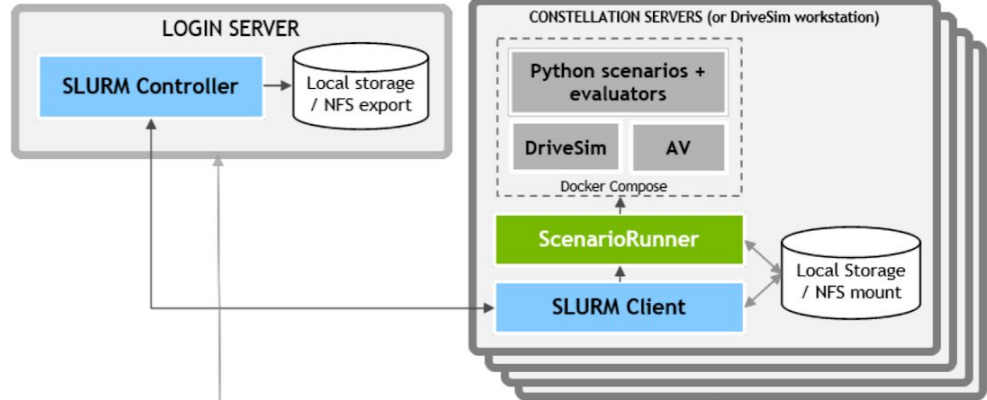 LOGIN SERVER
SLURM Controller
Local storage
/ NFS export
CONSTELLATION SERVERS (or DriveSim workstation)
Python scenarios +
evaluators
DriveSim
AV
Docker Compose
ScenarioRunner
SLURM Client
Local Storage
/ NFS mount